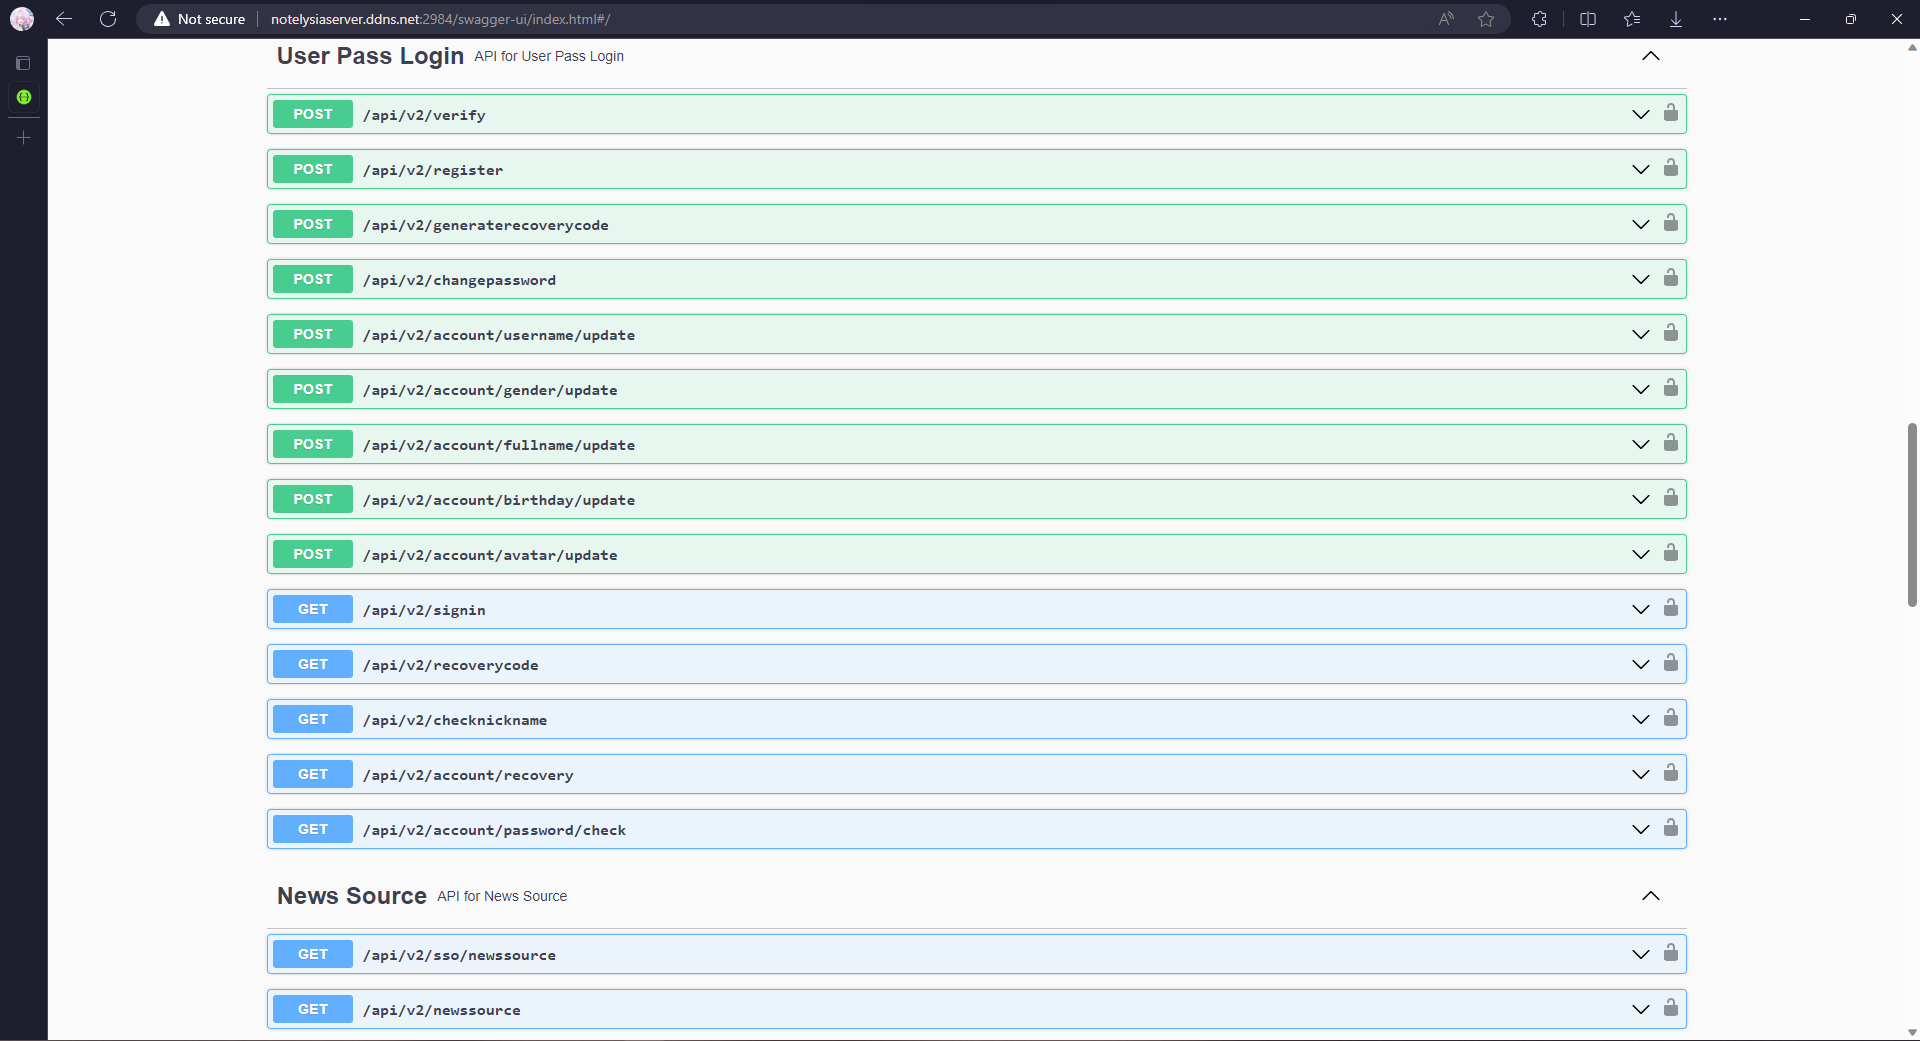 Not secure notelysiaserver.ddns.net:2984/swagger-ui/index.html#/
User Pass Login API for User Pass Login
POST /api/v2/verify
POST /api/v2/register
POST /api/v2/generaterecoverycode
POST /api/v2/changepassword
POST /api/v2/account/username/update
POST /api/v2/account/gender/update
POST /api/v2/account/fullname/update
POST /api/v2/account/birthday/update
POST /api/v2/account/avatar/update
GET /api/v2/signin
GET /api/v2/recoverycode
GET /api/v2/checknickname
GET /api/v2/account/recovery
GET /api/v2/account/password/check
News Source API for News Source
GET /api/v2/sso/newssource
GET /api/v2/newssource